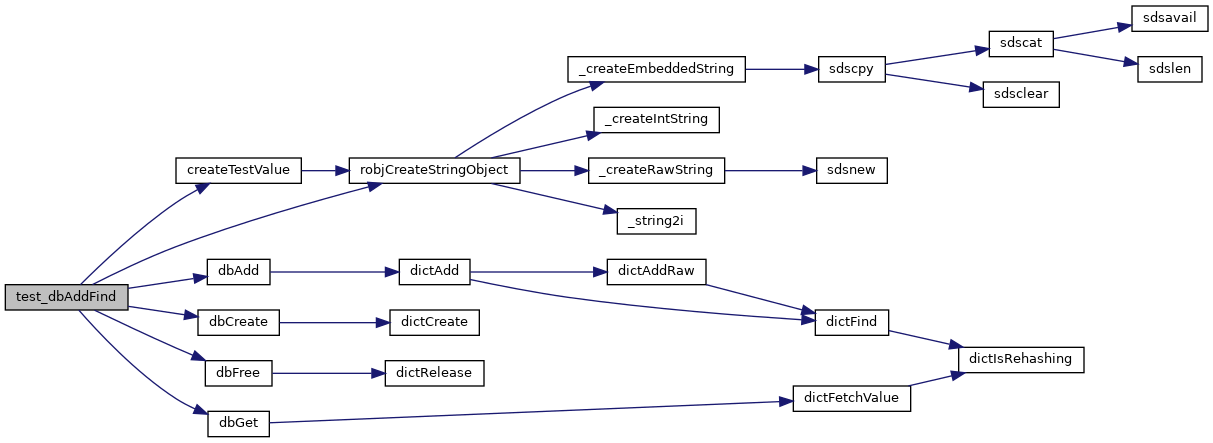 test_dbAddFind
createTestValue
robjCreateStringObject
_createEmbeddedString
sdscpy
sdscat
sdsavail
sdslen
sdsclear
_createIntString
_createRawString
sdsnew
_string2i
dbAdd
dictAdd
dictAddRaw
dictFind
dictIsRehashing
dbCreate
dictCreate
dbFree
dictRelease
dbGet
dictFetchValue